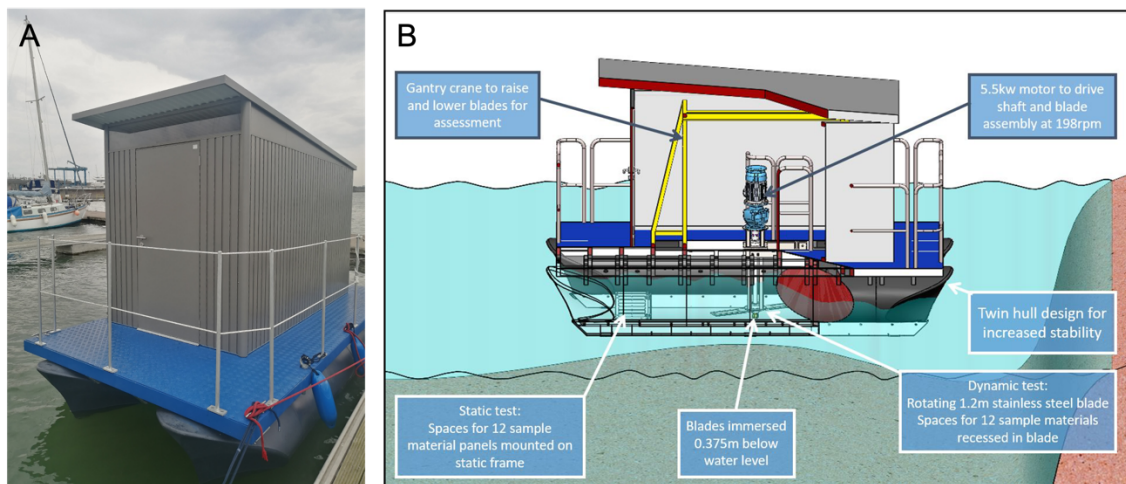 A
B
Gantry crane to raise
and lower blades for
assessment
5.5kw motor to drive
shaft and blade
assembly at 198rpm
Twin hull design for
increased stability
Static test:
Spaces for 12 sample
material panels mounted on
static frame
Blades immersed
0.375m below
water level
Dynamic test:
Rotating 1.2m stainless steel blade
Spaces for 12 sample materials
recessed in blade